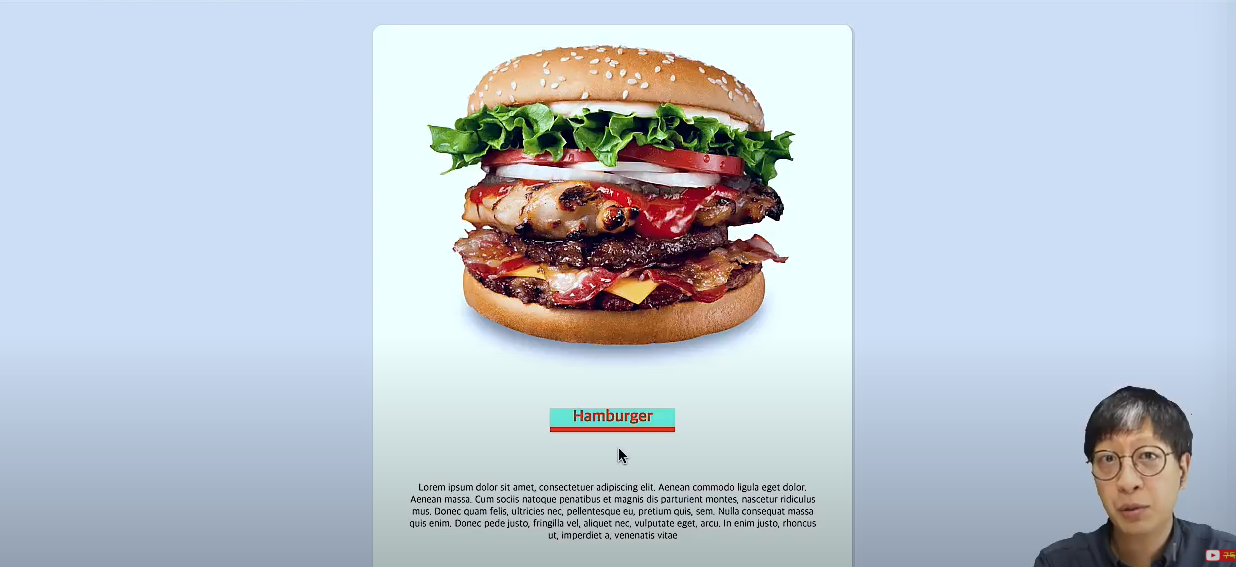 Hamburger
Lorem ipsum dolor sit amet, consectetuer adipiscing elit. Aenean commodo ligula eget dolor.
Aenean massa. Cum sociis natoque penatibus et magnis dis parturient montes, nascetur ridiculus
mus. Donec quam felis, ultricies nec, pellentesque eu, pretium quis, sem. Nulla consequat massa
quis enim. Donec pede justo, fringilla vel, aliquet nec, vulputate eget, arcu. In enim justo, rhoncus
ut, imperdiet a, venenatis vitae